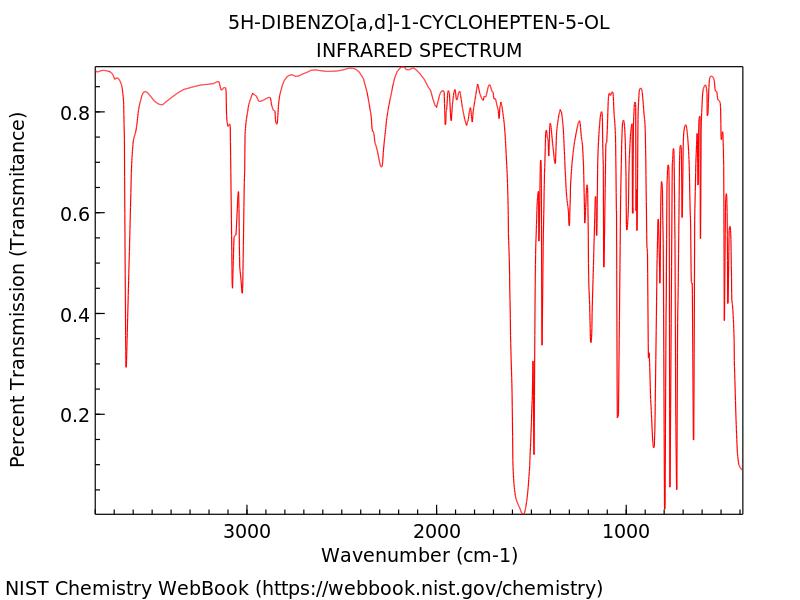 5H-DIBENZO[a,d]-1-CYCLOHEPTEN-5-OL
INFRARED SPECTRUM
Percent Transmission (Transmitance)
0.8
0.6
0.4
0.2
3000 2000 1000
Wavenumber (cm-1)
NIST Chemistry WebBook (https://webbook.nist.gov/chemistry)